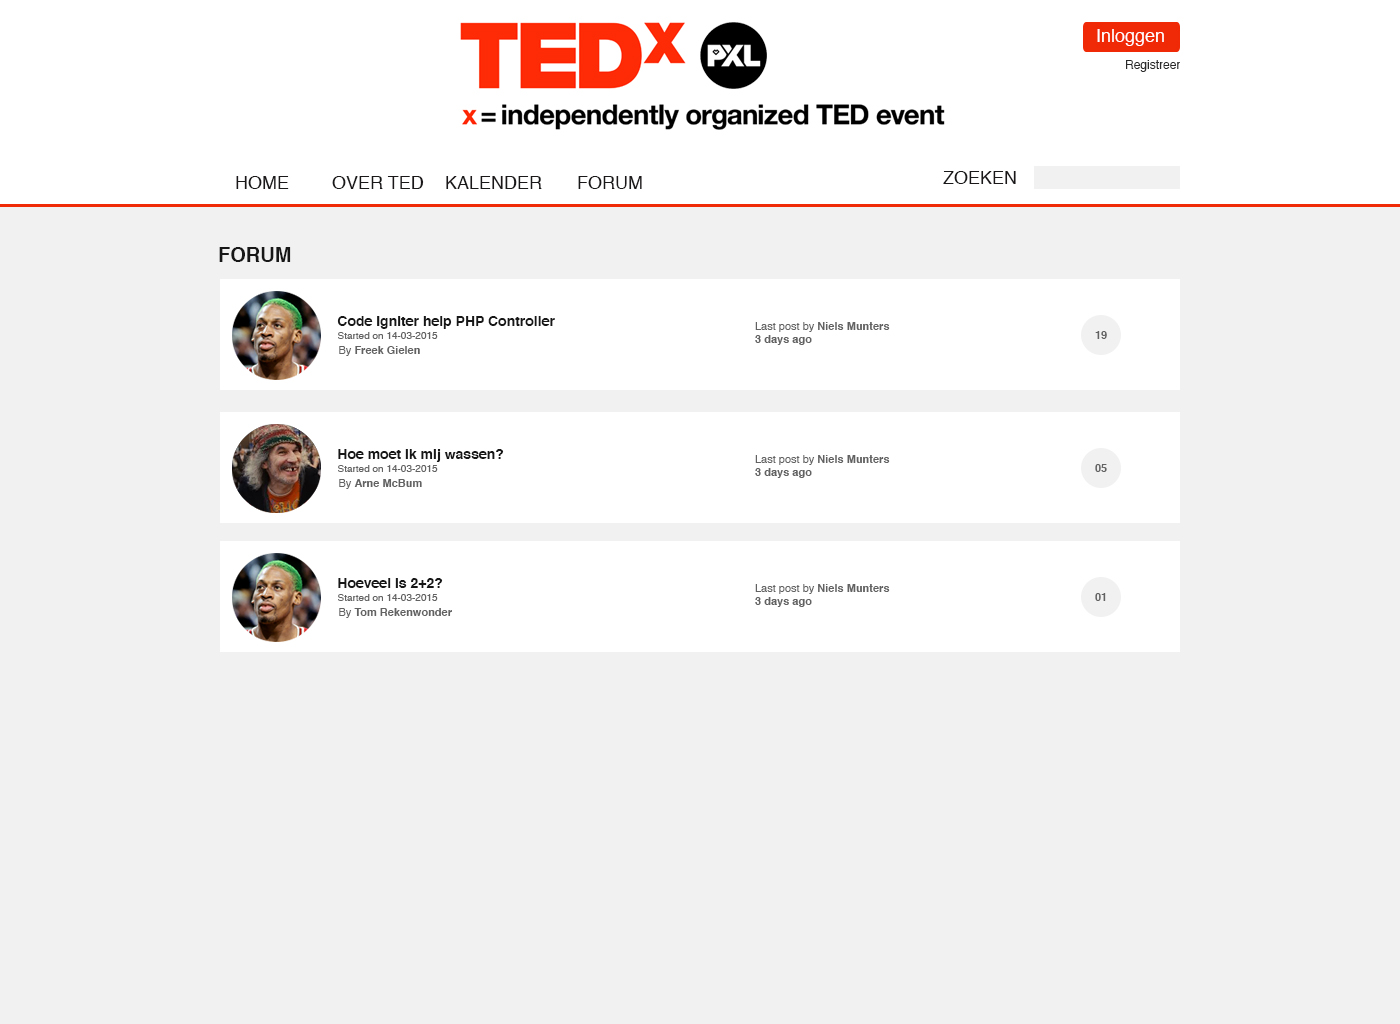 TEDx PXL
x = independently organized TED event
Inloggen
Registreer
HOME OVER TED KALENDER FORUM ZOEKEN
FORUM
Code Igniter help PHP Controller
Started on 14-03-2015
By Freek Gielen
Last post by Niels Munters
3 days ago
19
Hoe moet ik mij wassen?
Started on 14-03-2015
By Arne McBum
Last post by Niels Munters
3 days ago
05
Hoeveel is 2+2?
Started on 14-03-2015
By Tom Rekenwonder
Last post by Niels Munters
3 days ago
01